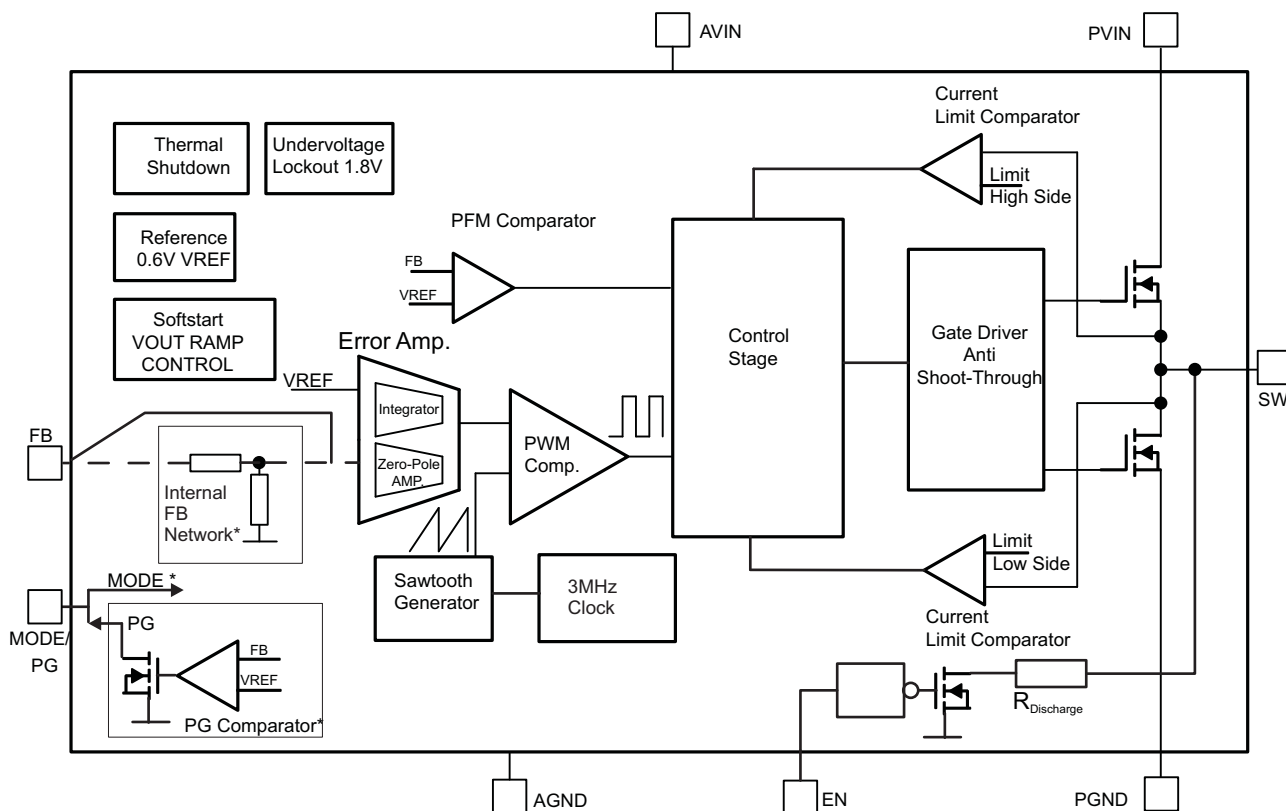 AVIN
PVIN
Current
Limit Comparator
Thermal
Shutdown
Undervoltage
Lockout 1.8V
Limit
High Side
PFM Comparator
Reference
0.6V VREF
FB
VREF
Softstart
VOUT RAMP
CONTROL
Error Amp.
Control
Stage
Gate Driver
Anti
Shoot-Through
VREF
Integrator
SW
FB
PWM
Comp.
Zero-Pole
AMP.
Internal
FB
Network*
Limit
Low Side
MODE *
Sawtooth
Generator
3MHz
Clock
PG
MODE/
PG
Current
Limit Comparator
FB
VREF
RDischarge
PG Comparator*
AGND
EN
PGND